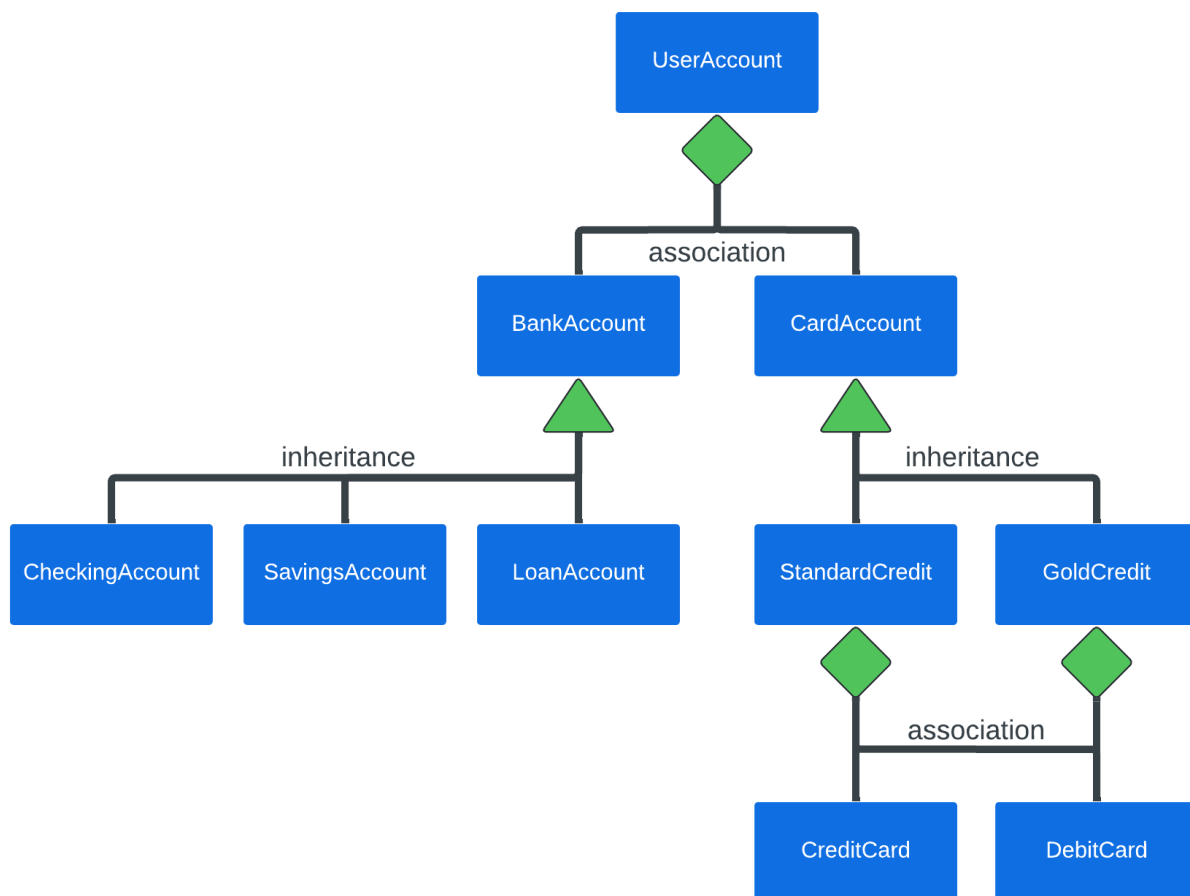 UserAccount
association
BankAccount
CardAccount
inheritance
inheritance
CheckingAccount
SavingsAccount
LoanAccount
StandardCredit
GoldCredit
association
CreditCard
DebitCard